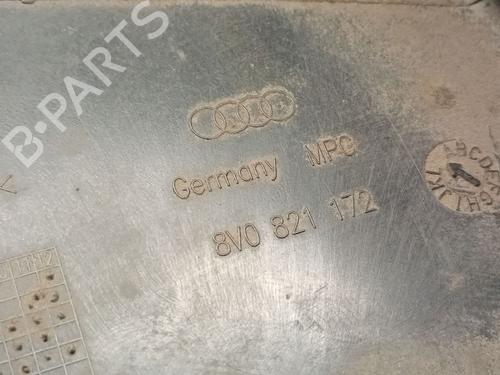 B-PARTS
Germany MPC
8V0 821 172